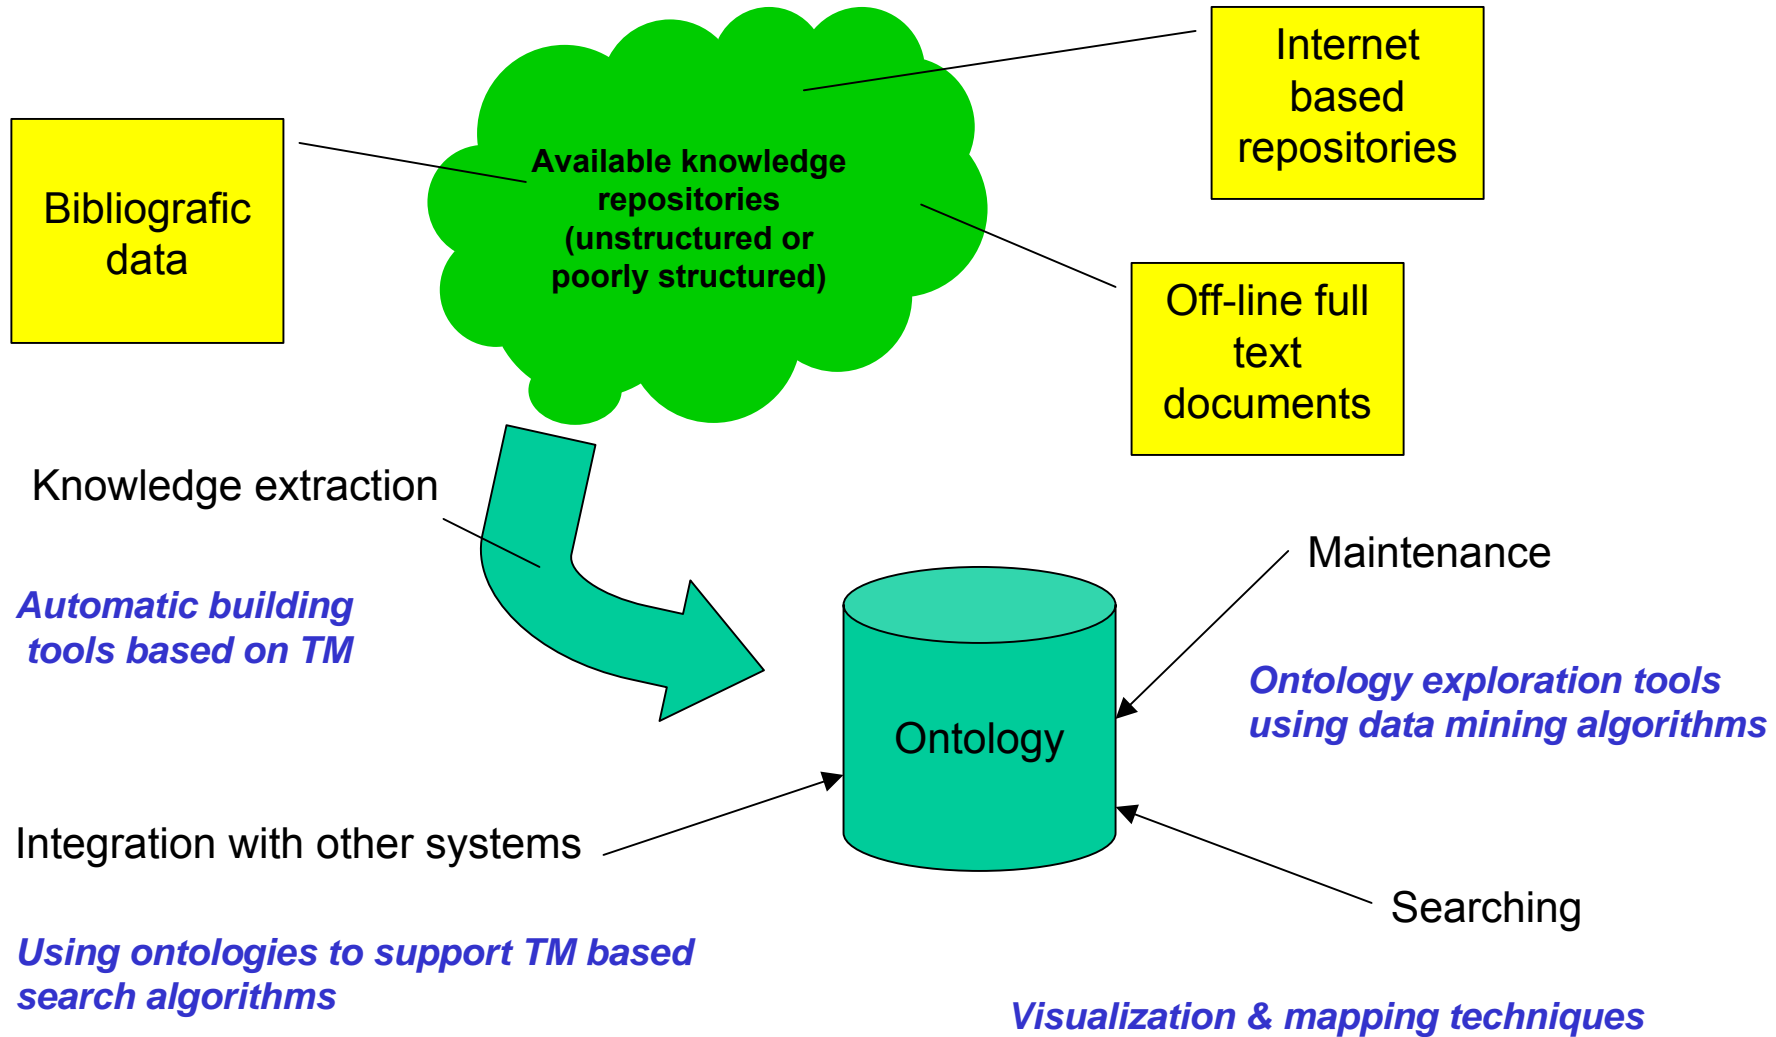 Internet
based
repositories
Bibliografic
data
Available knowledge
repositories
(unstructured or
poorly structured)
Off-line full
text
documents
Knowledge extraction
Automatic building
tools based on TM
Maintenance
Ontology exploration tools
using data mining algorithms
Ontology
Integration with other systems
Using ontologies to support TM based
search algorithms
Searching
Visualization & mapping techniques